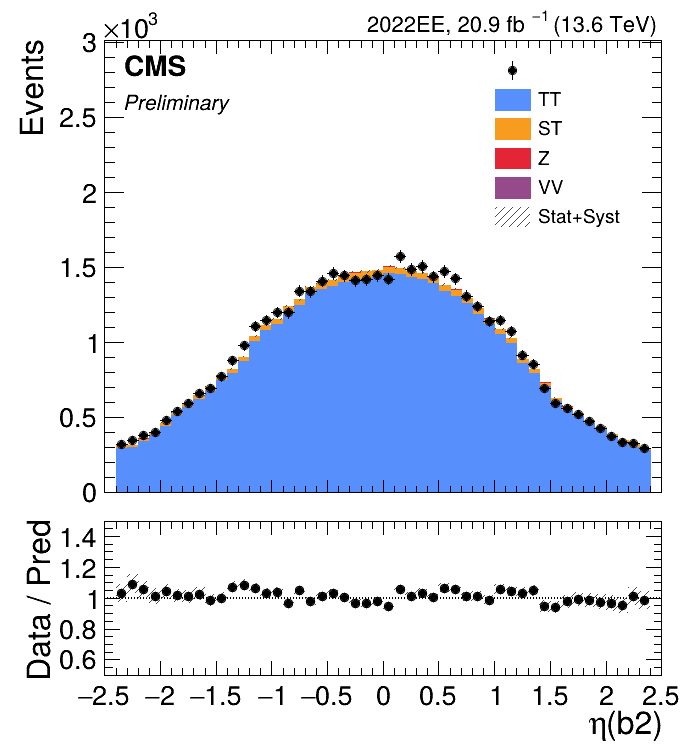 ×10³
2022EE, 20.9 fb ⁻¹ (13.6 TeV)
Events
CMS
Preliminary
TT
ST
Z
VV
Stat+Syst
3
2.5
2
1.5
1
0.5
0
Data / Pred
1.4
1.2
1
0.8
0.6
−2.5 −2 −1.5 −1 −0.5 0 0.5 1 1.5 2 2.5
η(b2)